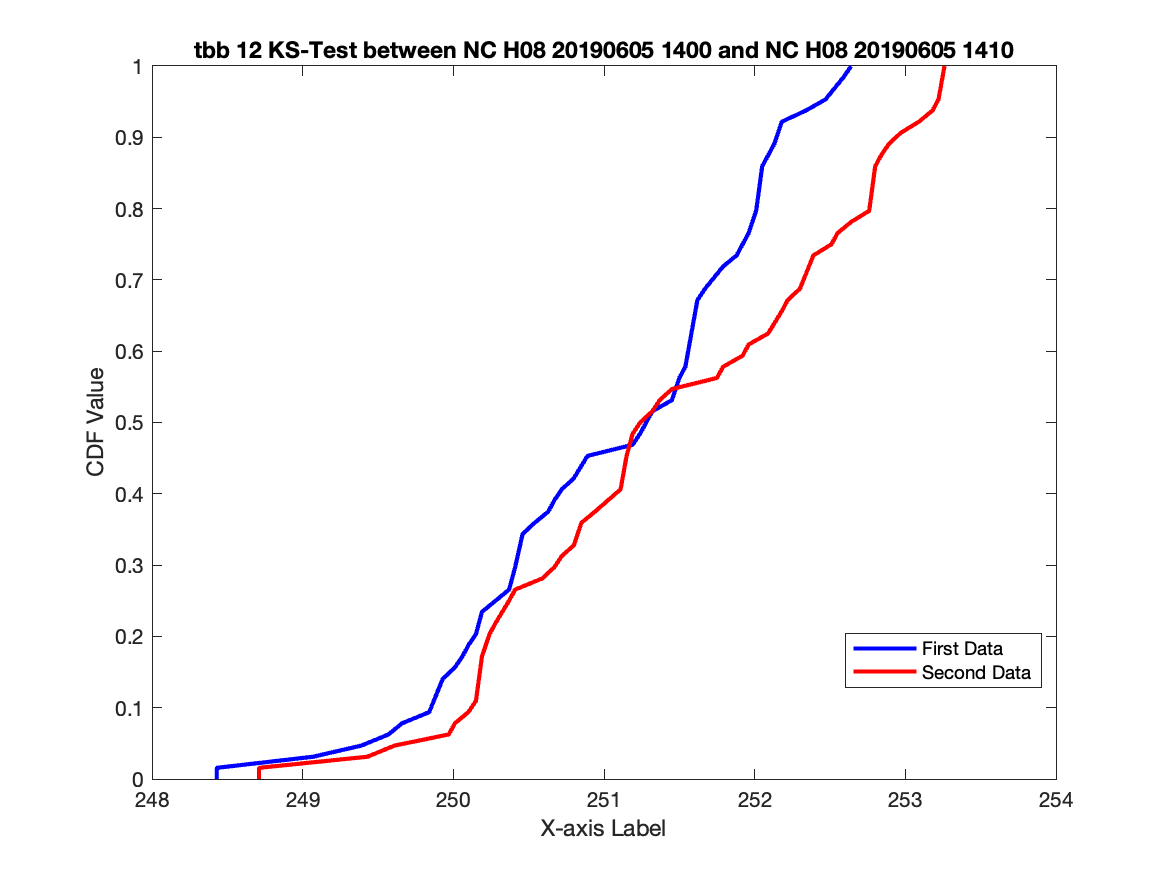 tbb 12 KS-Test between NC H08 20190605 1400 and NC H08 20190605 1410
1
0.9
0.8
0.7
0.6
0.5
0.4
0.3
0.2
0.1
0
CDF Value
First Data
Second Data
248 249 250 251 252 253 254
X-axis Label